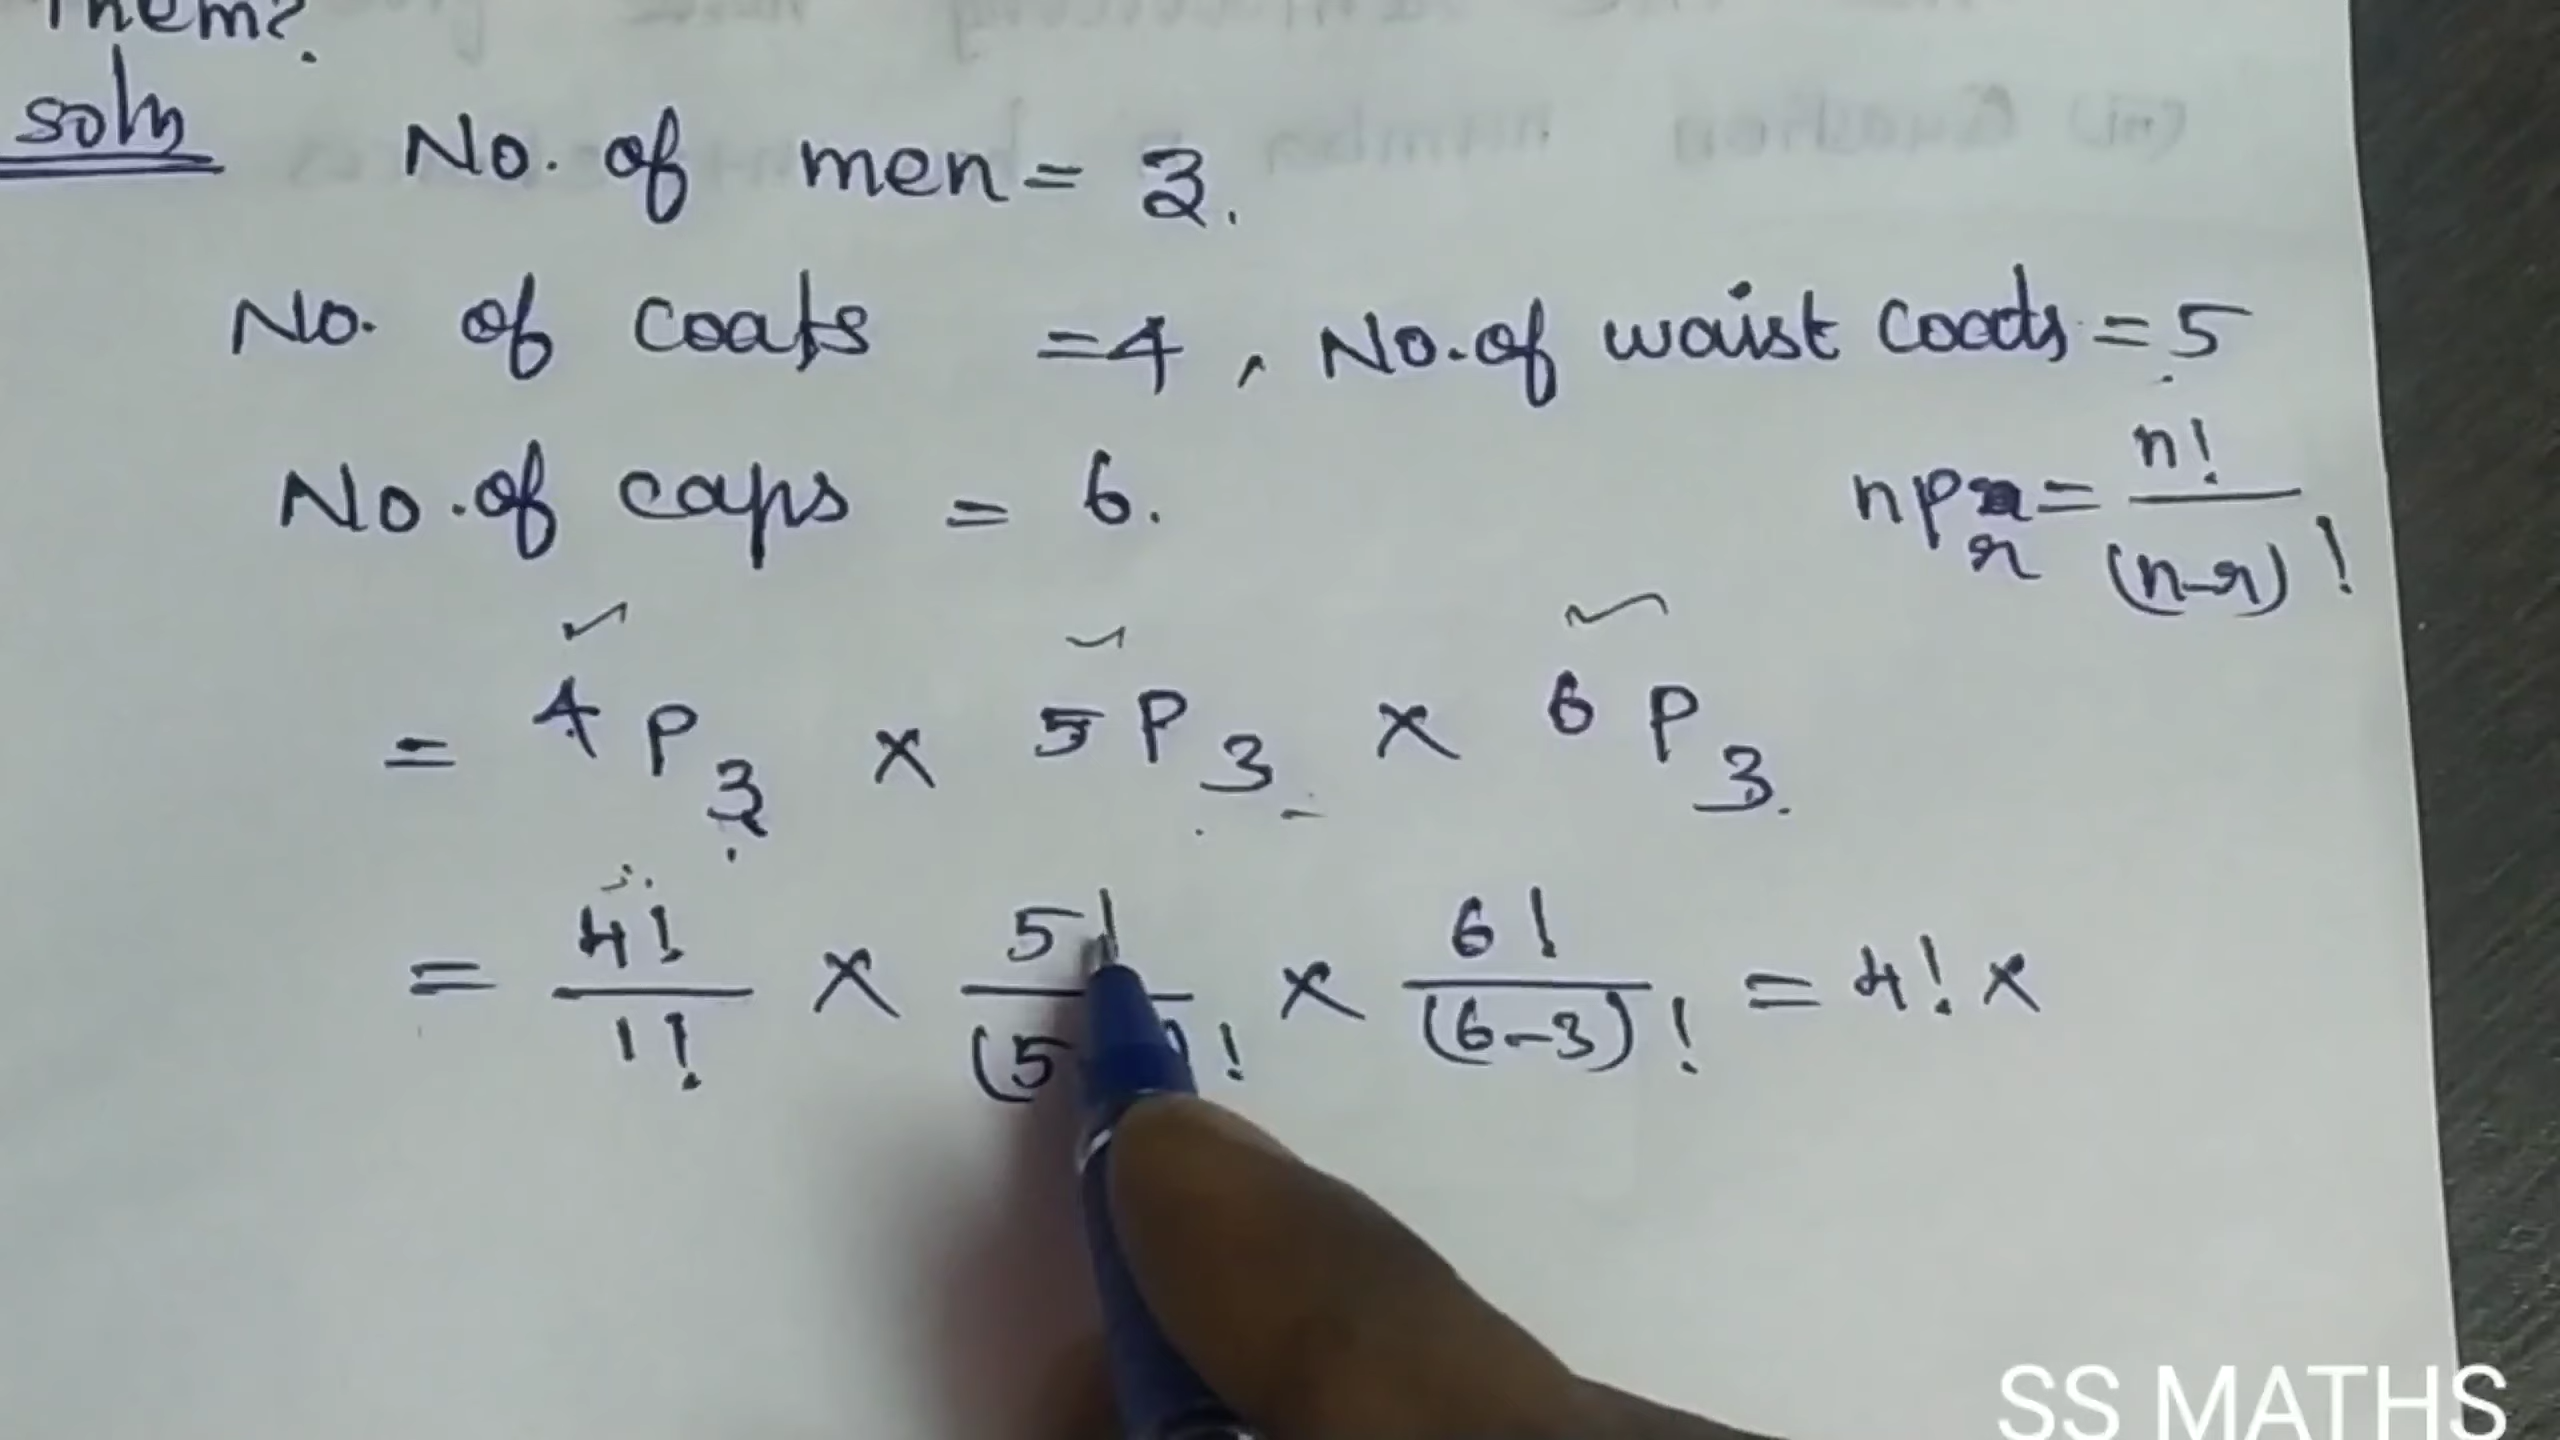 Them?
soln No. of men = 3.
No. of coats = 4, No. of waist coats = 5
No. of caps = 6.
nPr = n! / (n-r)!
= 4P3 x 5P3 x 6P3.
= 4!/1! x 5!/(5 )! x 6!/(6-3)! = 4! x
SS MATHS